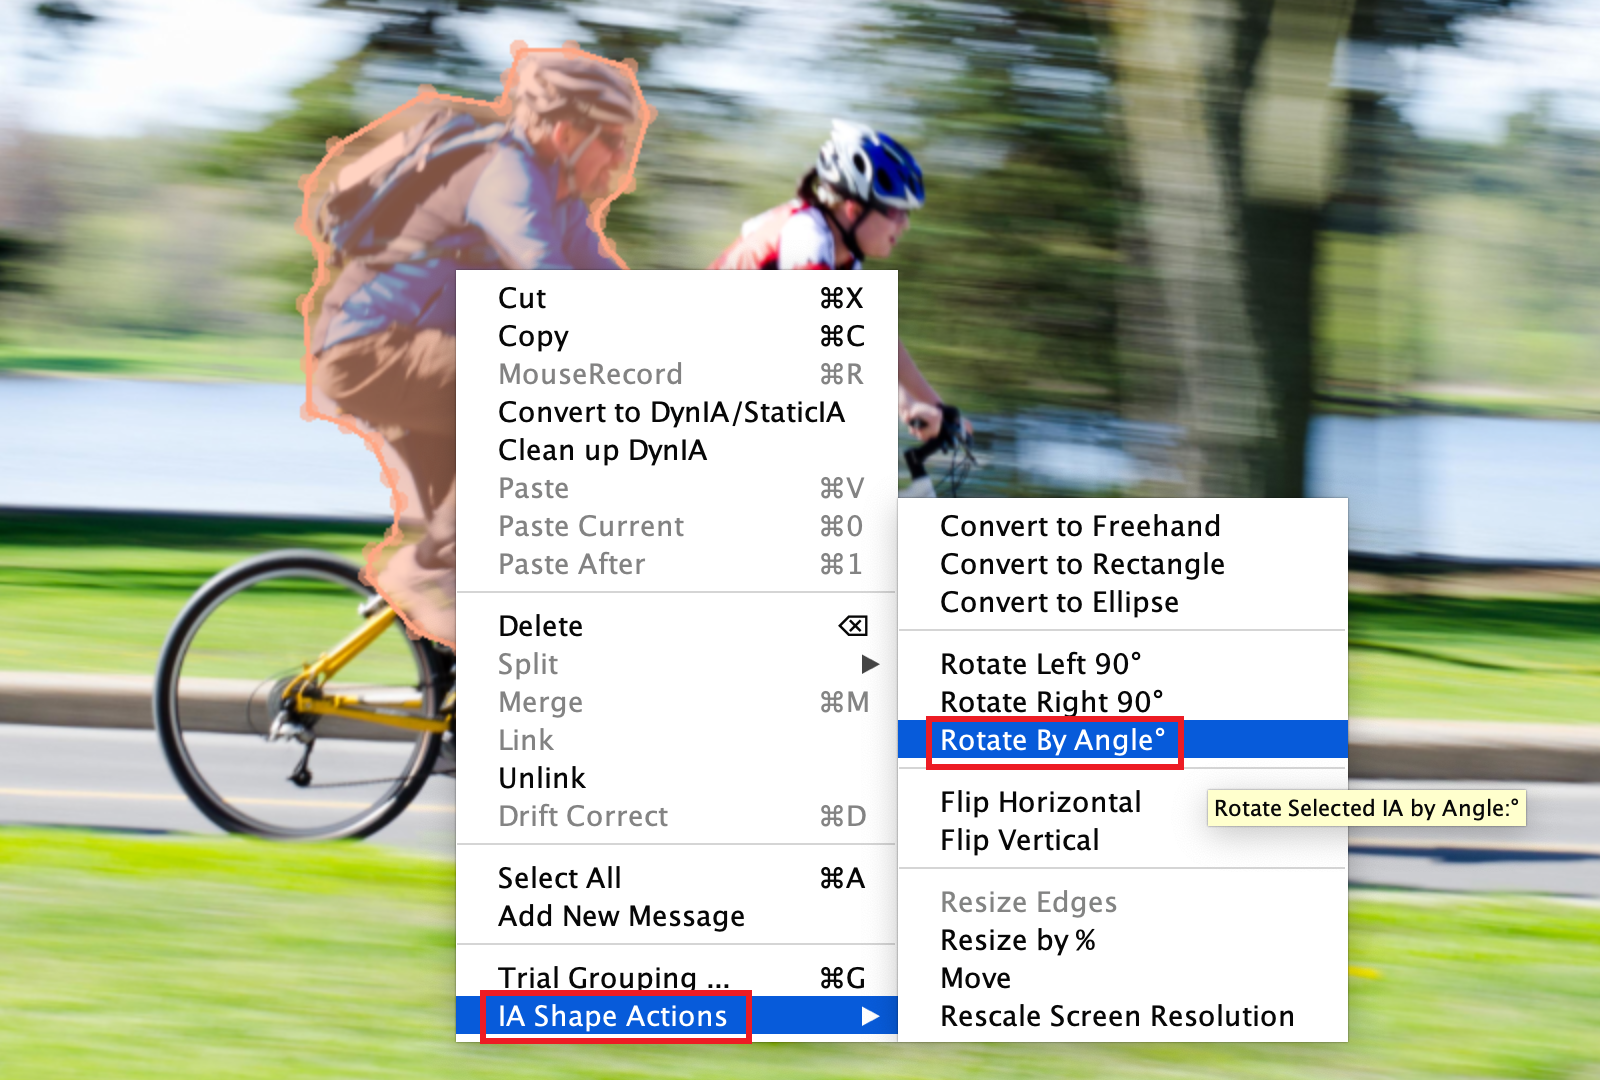 Cut ⌘X
Copy ⌘C
MouseRecord ⌘R
Convert to DynIA/StaticIA
Clean up DynIA
Paste ⌘V
Paste Current ⌘0
Paste After ⌘1
Delete ⌫
Split ▶
Merge ⌘M
Link
Unlink
Drift Correct ⌘D
Select All ⌘A
Add New Message
Trial Grouping ... ⌘G
IA Shape Actions ▶
Convert to Freehand
Convert to Rectangle
Convert to Ellipse
Rotate Left 90°
Rotate Right 90°
Rotate By Angle°
Flip Horizontal
Flip Vertical
Resize Edges
Resize by %
Move
Rescale Screen Resolution
Rotate Selected IA by Angle:°